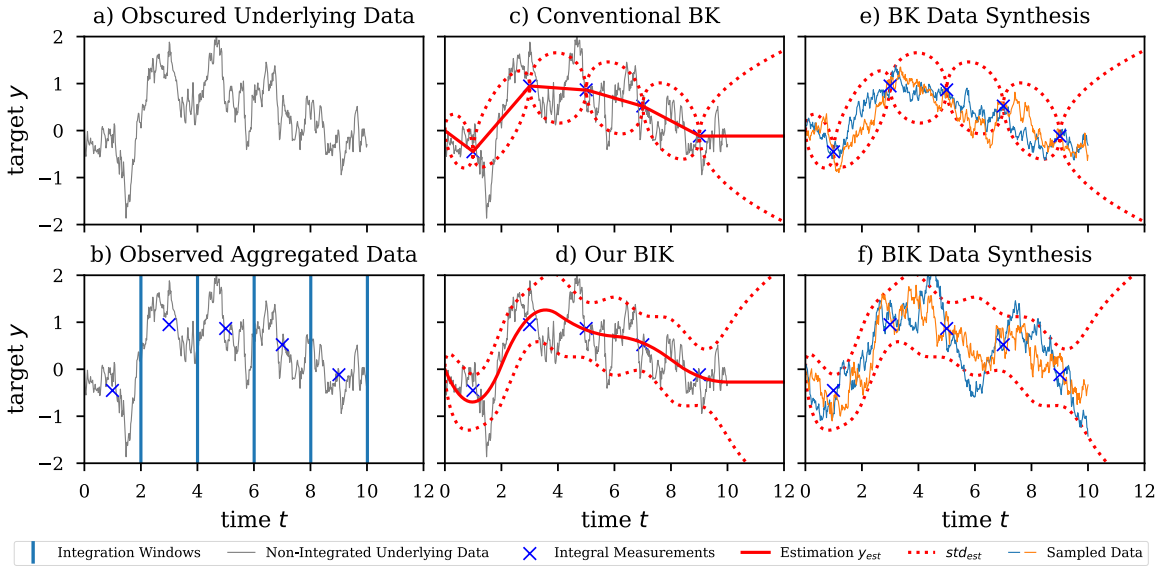 a) Obscured Underlying Data
c) Conventional BK
e) BK Data Synthesis
target y
2
1
0
−1
−2
b) Observed Aggregated Data
d) Our BIK
f) BIK Data Synthesis
target y
2
1
0
−1
−2
0 2 4 6 8 10 12
0 2 4 6 8 10 12
0 2 4 6 8 10 12
time t
time t
time t
Integration Windows
Non-Integrated Underlying Data
Integral Measurements
Estimation y_est
std_est
Sampled Data